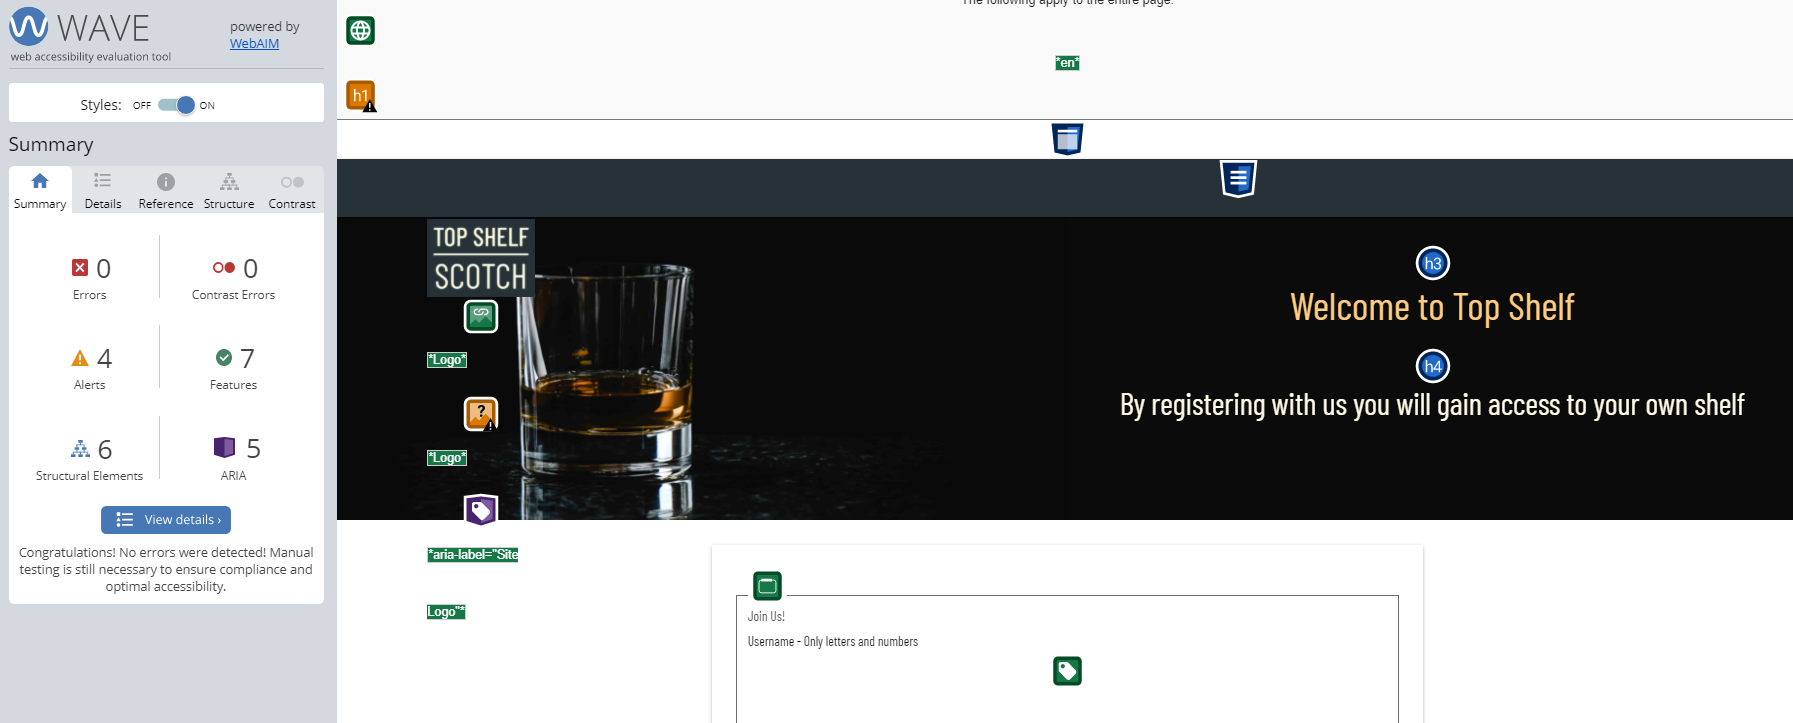 WAVE
web accessibility evaluation tool
powered by
WebAIM
Styles: OFF ON
Summary
Summary Details Reference Structure Contrast
0 Errors
0 Contrast Errors
4 Alerts
7 Features
6 Structural Elements
5 ARIA
View details ›
Congratulations! No errors were detected! Manual
testing is still necessary to ensure compliance and
optimal accessibility.
The following apply to the entire page:
*en*
h1
TOP SHELF
SCOTCH
*Logo*
?
*Logo*
*aria-label="Site
Logo"*
h3
Welcome to Top Shelf
h4
By registering with us you will gain access to your own shelf
Join Us!
Username - Only letters and numbers